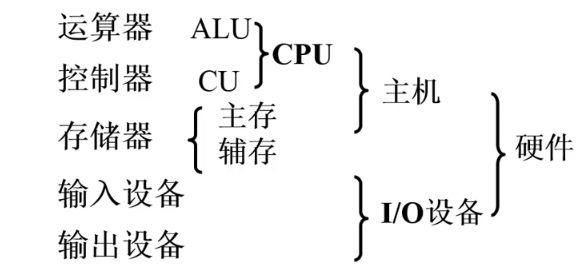 运算器 ALU
CPU
控制器 CU
主机
存储器 主存
辅存
硬件
输入设备
I/O设备
输出设备